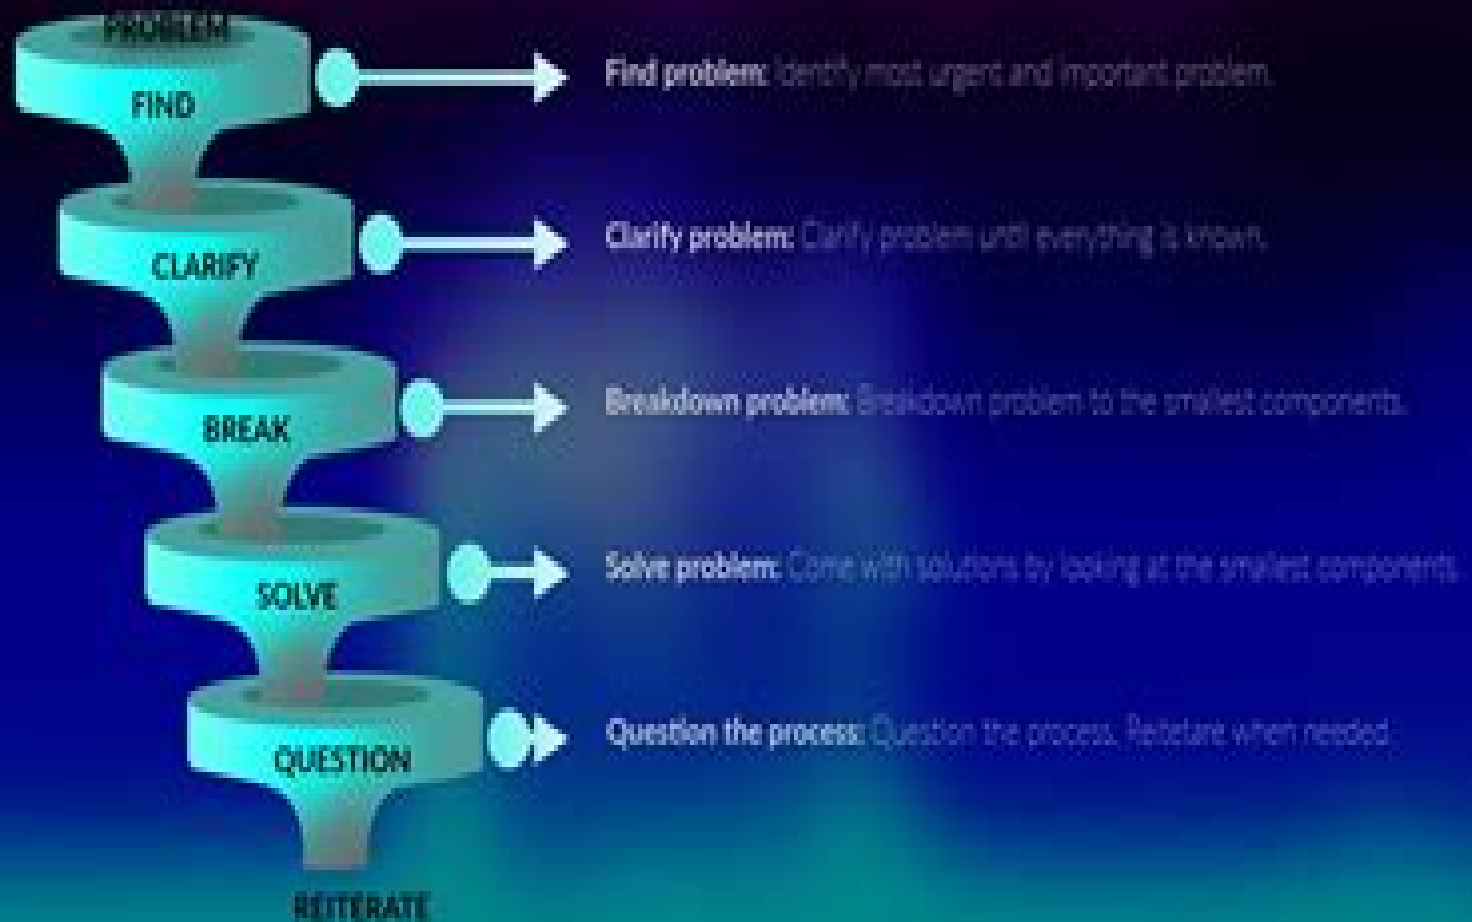 PROBLEM
FIND
Find problem: Identify most urgent and important problem.
CLARIFY
Clarify problem: Clarify problem until everything is known.
BREAK
Breakdown problem: Breakdown problem to the smallest components.
SOLVE
Solve problem: Come with solutions by looking at the smallest components.
QUESTION
Question the process: Question the process. Reitetare when needed.
REITERATE